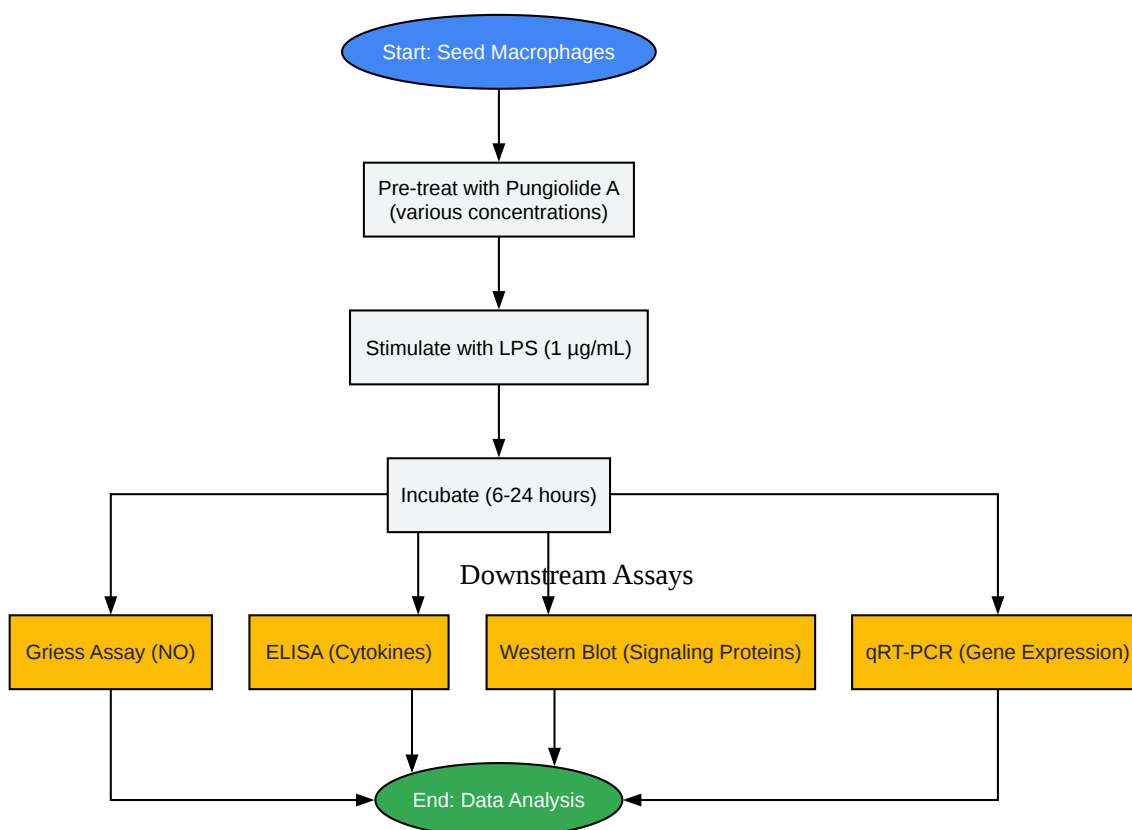 Start: Seed Macrophages
Pre-treat with Pungiolide A
(various concentrations)
Stimulate with LPS (1 µg/mL)
Incubate (6-24 hours)
Downstream Assays
Griess Assay (NO)
ELISA (Cytokines)
Western Blot (Signaling Proteins)
qRT-PCR (Gene Expression)
End: Data Analysis